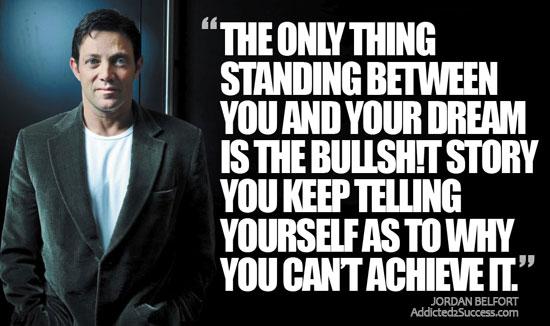 “THE ONLY THING
STANDING BETWEEN
YOU AND YOUR DREAM
IS THE BULLSH!T STORY
YOU KEEP TELLING
YOURSELF AS TO WHY
YOU CAN'T ACHIEVE IT.”
JORDAN BELFORT
Addicted2Success.com